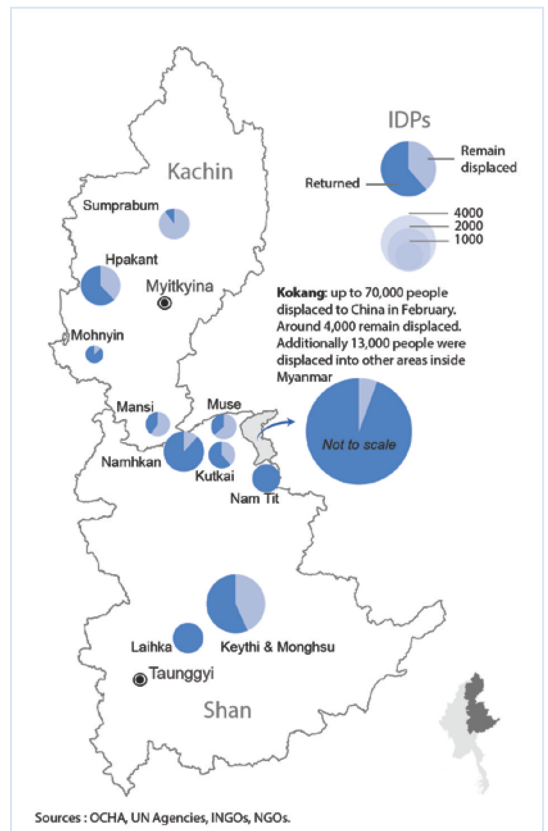 IDPs
Remain
displaced
Returned
4000
2000
1000
Kachin
Sumprabum
Hpakant
Myitkyina
Kokang: up to 70,000 people
displaced to China in February.
Around 4,000 remain displaced.
Additionally 13,000 people were
displaced into other areas inside
Myanmar
Mohnyin
Mansi
Muse
Namhkan
Kutkai
Not to scale
Nam Tit
Laihka
Keythi & Monghsu
Taunggyi
Shan
Sources : OCHA, UN Agencies, INGOs, NGOs.